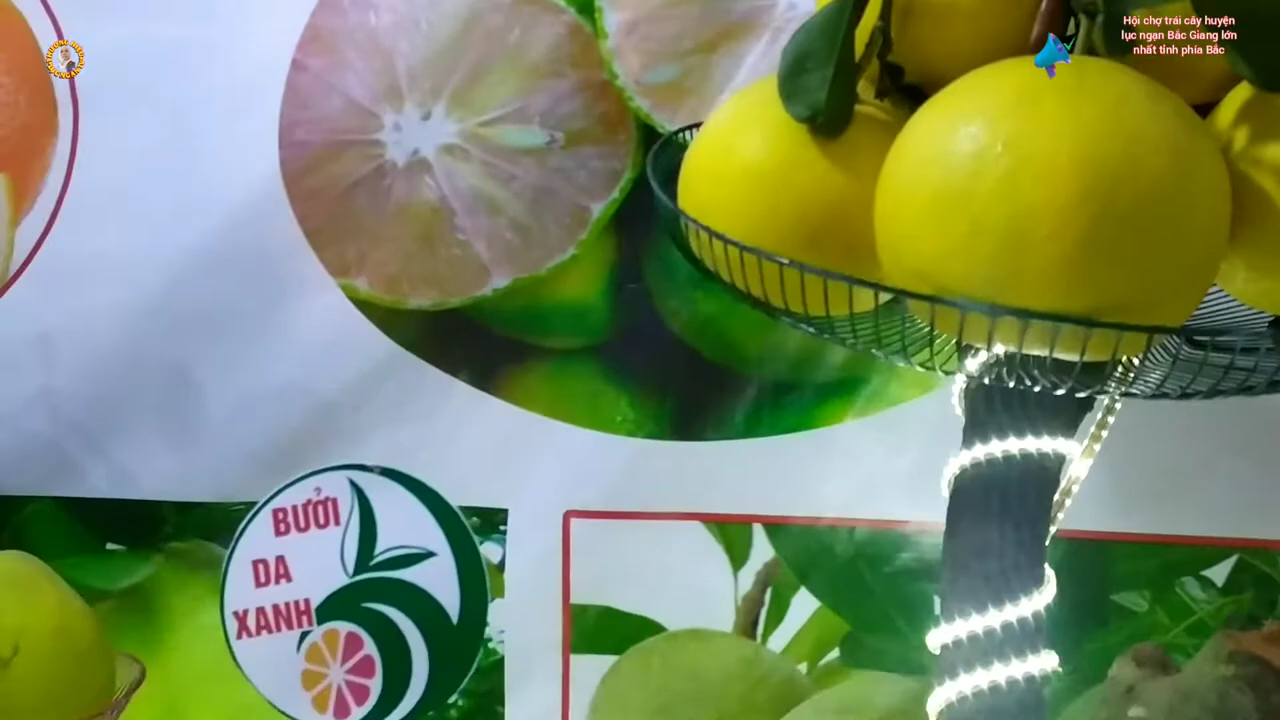 Hội chợ trái cây huyện
lục ngạn Bắc Giang lớn
nhất tỉnh phía Bắc
BƯỞI
DA
XANH